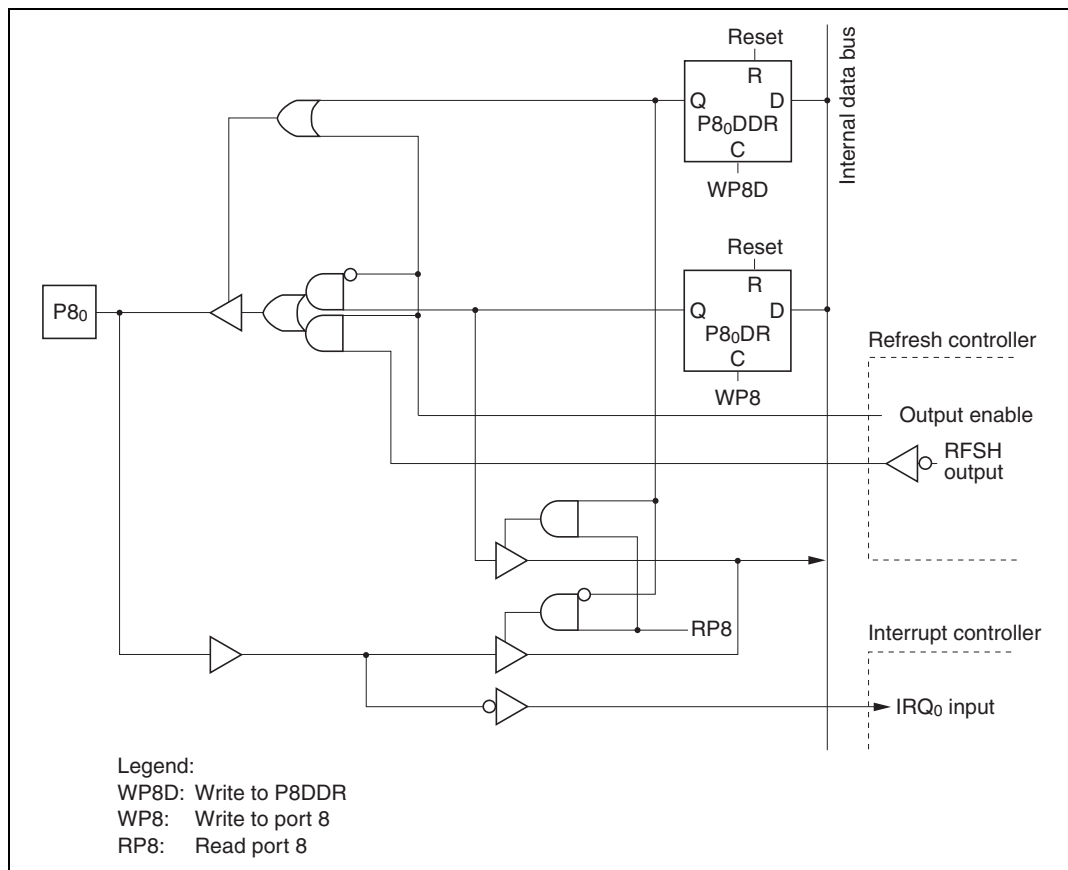 Reset
R
Q D
P8₀DDR
C
WP8D
Internal data bus
Reset
R
Q D
P8₀DR
C
WP8
P8₀
Refresh controller
Output enable
RFSH
output
RP8
Interrupt controller
IRQ₀ input
Legend:
WP8D: Write to P8DDR
WP8: Write to port 8
RP8: Read port 8